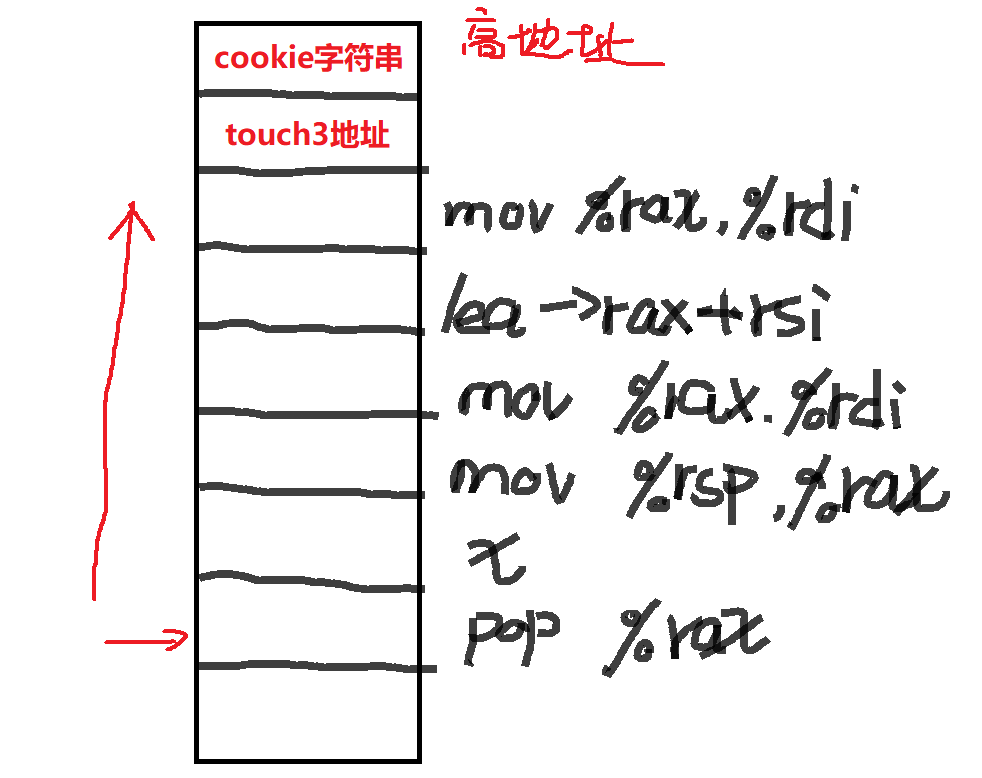 cookie字符串
高地址
touch3地址
mov %rax,%rdi
lea→rax+rsi
mov %rax.%rdi
mov %rsp,%rax
x
pop %rax